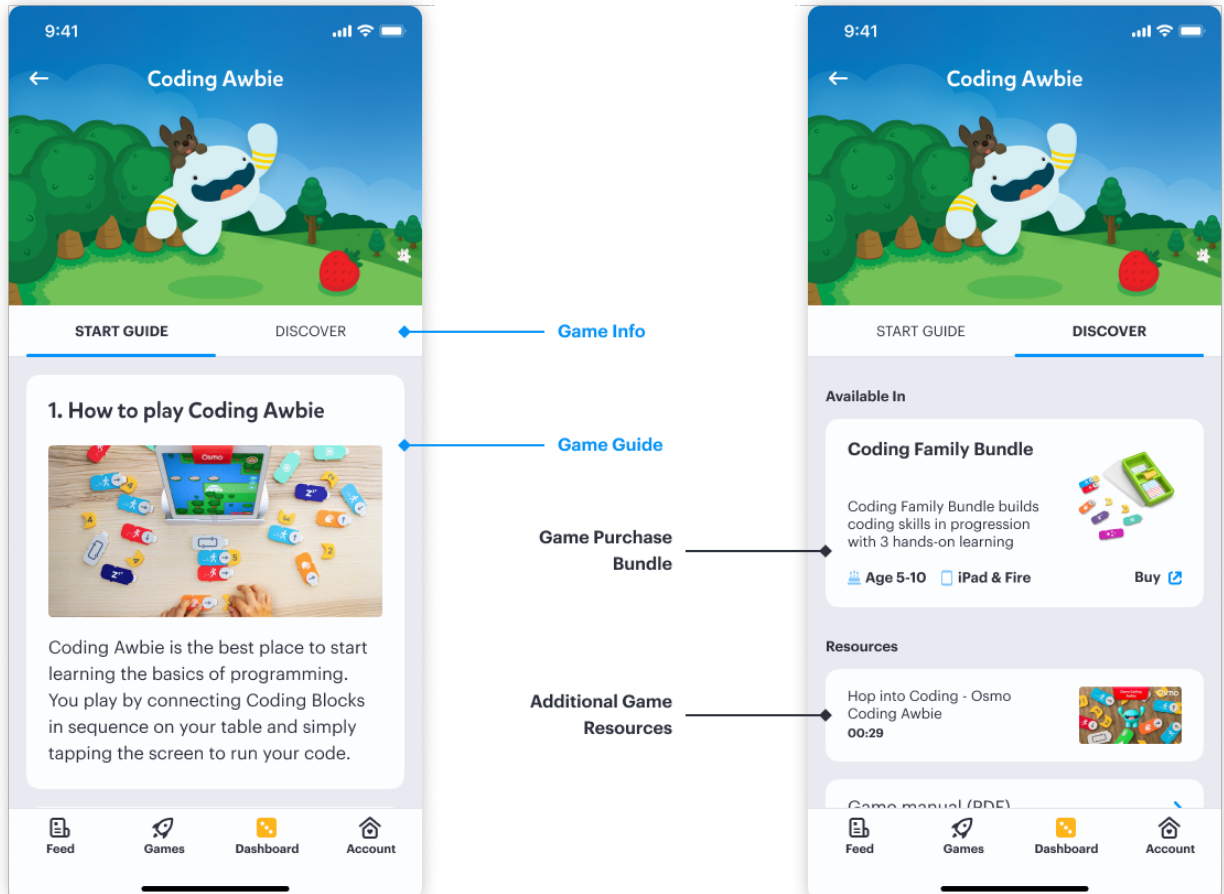 9:41
Coding Awbie
START GUIDE
DISCOVER
1. How to play Coding Awbie
Osmo
Coding Awbie is the best place to start
learning the basics of programming.
You play by connecting Coding Blocks
in sequence on your table and simply
tapping the screen to run your code.
Feed
Games
Dashboard
Account
Game Info
Game Guide
Game Purchase
Bundle
Additional Game
Resources
9:41
Coding Awbie
START GUIDE
DISCOVER
Available In
Coding Family Bundle
Coding Family Bundle builds
coding skills in progression
with 3 hands-on learning
Age 5-10
iPad & Fire
Buy
Resources
Hop into Coding - Osmo
Coding Awbie
00:29
Game manual (PDF)
Feed
Games
Dashboard
Account